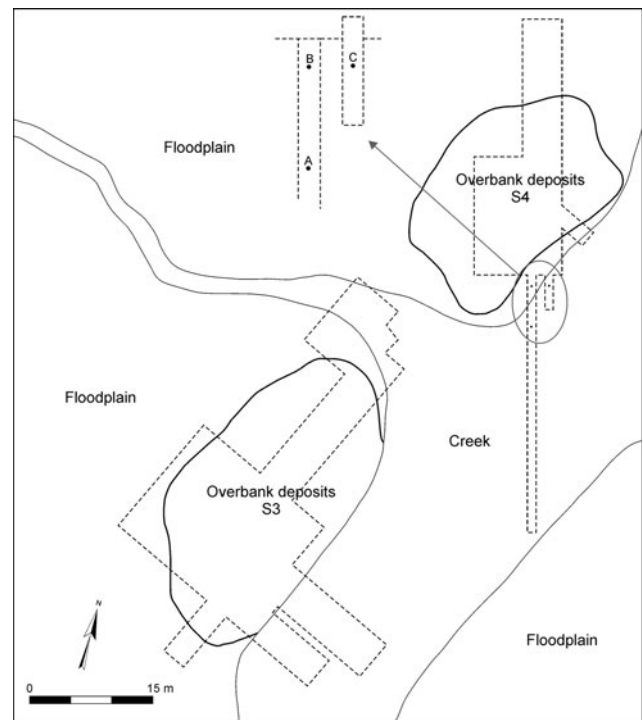 B
C
A
Floodplain
Overbank deposits
S4
Floodplain
Creek
Overbank deposits
S3
Floodplain
N
0
15 m